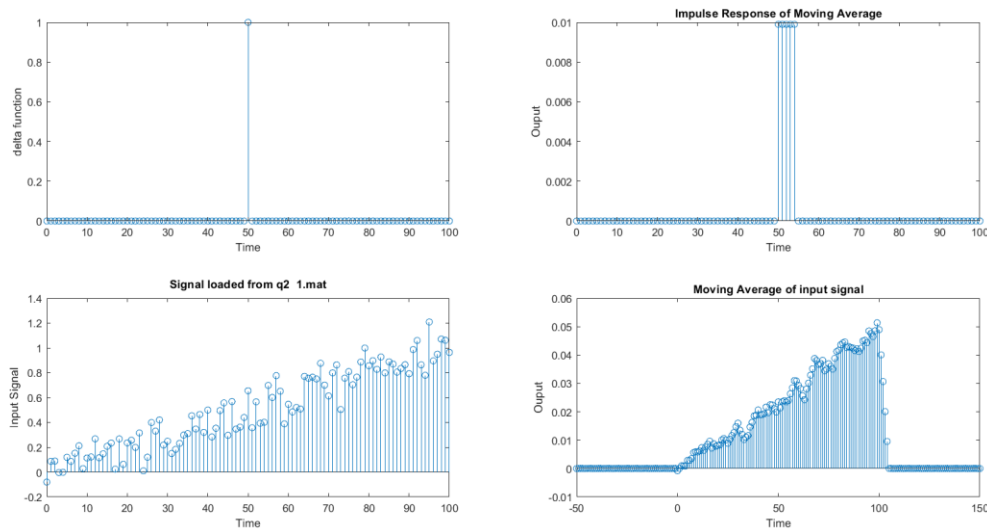 1
0.8
0.6
0.4
0.2
0
delta function
0 10 20 30 40 50 60 70 80 90 100
Time
Impulse Response of Moving Average
0.01
0.008
0.006
0.004
0.002
0
Ouput
0 10 20 30 40 50 60 70 80 90 100
Time
Signal loaded from q2 1.mat
1.4
1.2
1
0.8
0.6
0.4
0.2
0
-0.2
Input Signal
0 10 20 30 40 50 60 70 80 90 100
Time
Moving Average of input signal
0.06
0.05
0.04
0.03
0.02
0.01
0
-0.01
Ouput
-50 0 50 100 150
Time